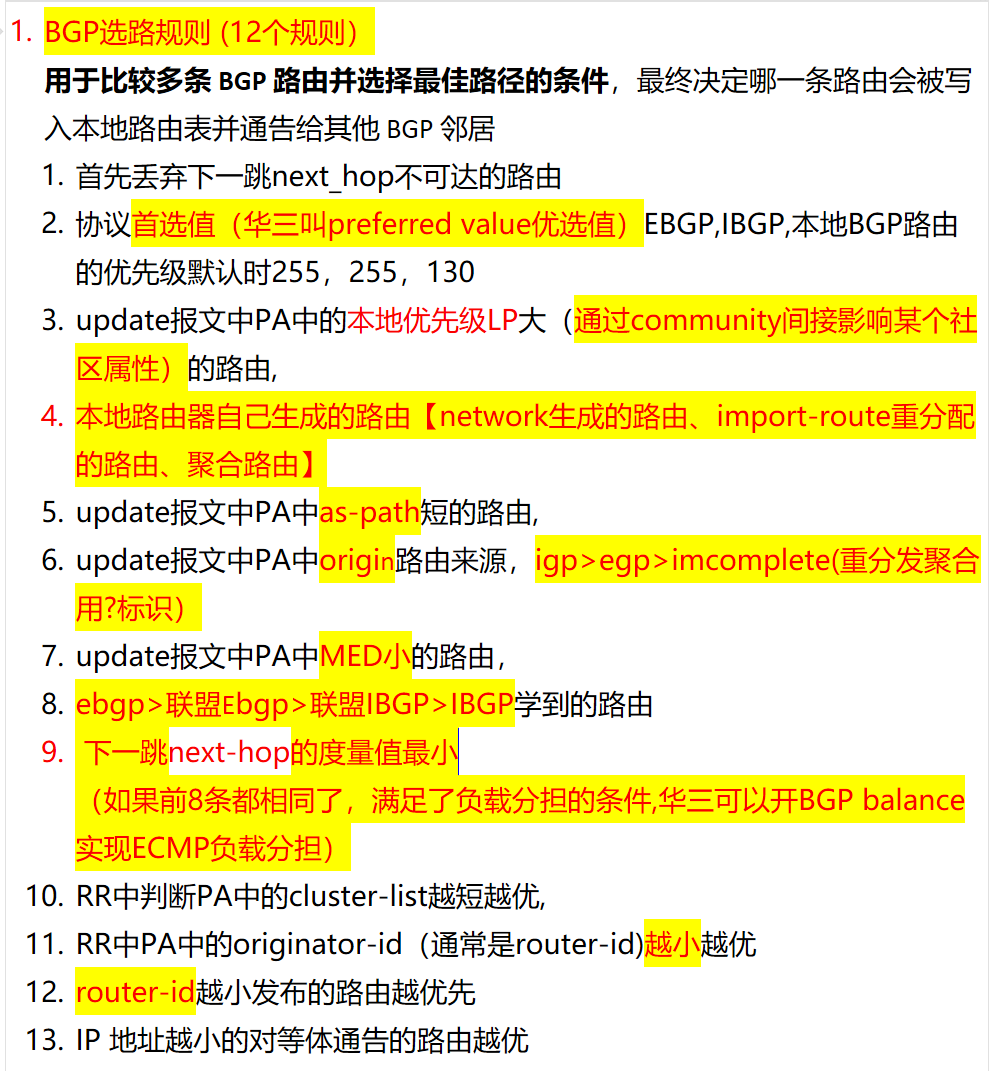 1. BGP选路规则 (12个规则）
用于比较多条 BGP 路由并选择最佳路径的条件，最终决定哪一条路由会被写
入本地路由表并通告给其他 BGP 邻居
1. 首先丢弃下一跳next_hop不可达的路由
2. 协议首选值（华三叫preferred value优选值）EBGP,IBGP,本地BGP路由
的优先级默认时255，255，130
3. update报文中PA中的本地优先级LP大（通过community间接影响某个社
区属性）的路由,
4. 本地路由器自己生成的路由【network生成的路由、import-route重分配
的路由、聚合路由】
5. update报文中PA中as-path短的路由,
6. update报文中PA中origin路由来源，igp>egp>imcomplete(重分发聚合
用?标识）
7. update报文中PA中MED小的路由，
8. ebgp>联盟Ebgp>联盟IBGP>IBGP学到的路由
9. 下一跳next-hop的度量值最小
（如果前8条都相同了，满足了负载分担的条件,华三可以开BGP balance
实现ECMP负载分担）
10. RR中判断PA中的cluster-list越短越优,
11. RR中PA中的originator-id（通常是router-id)越小越优
12. router-id越小发布的路由越优先
13. IP 地址越小的对等体通告的路由越优